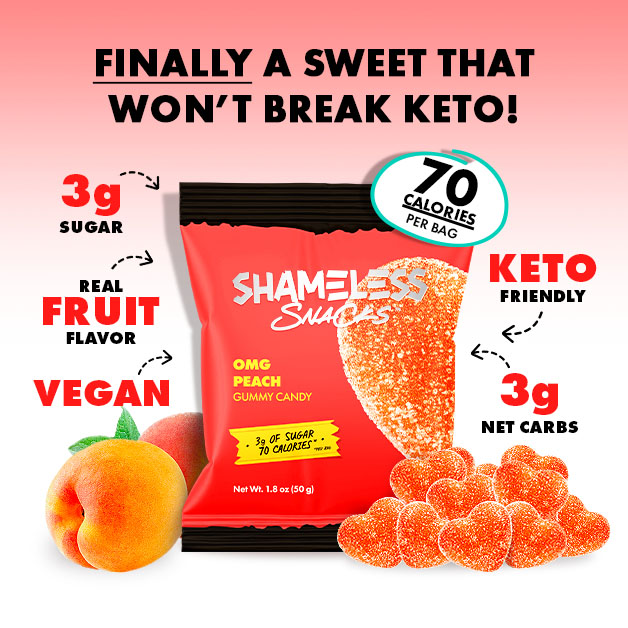 FINALLY A SWEET THAT
WON'T BREAK KETO!
3g
SUGAR
70
CALORIES
PER BAG
REAL
FRUIT
FLAVOR
KETO
FRIENDLY
VEGAN
3g
NET CARBS
SHAMELESS
SNACKS
OMG
PEACH
GUMMY CANDY
3g OF SUGAR
70 CALORIES* *PER BAG
Net Wt. 1.8 oz (50 g)